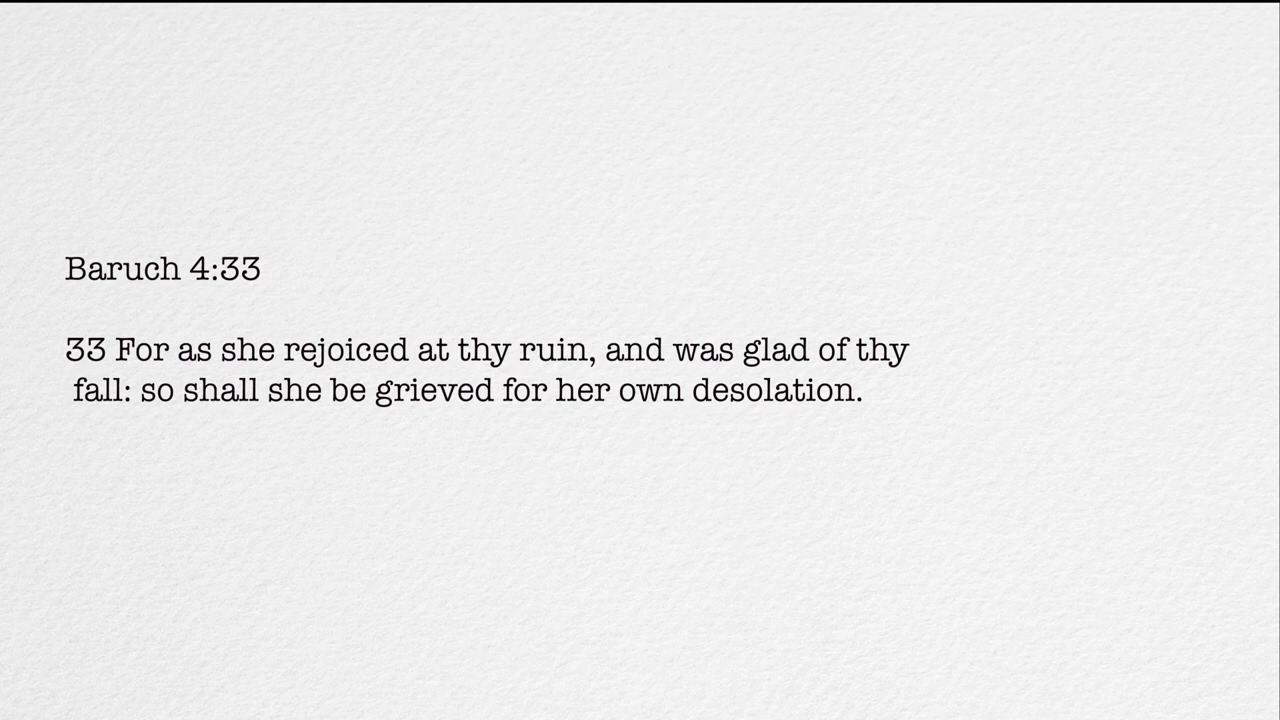 Baruch 4:33
33 For as she rejoiced at thy ruin, and was glad of thy
fall: so shall she be grieved for her own desolation.